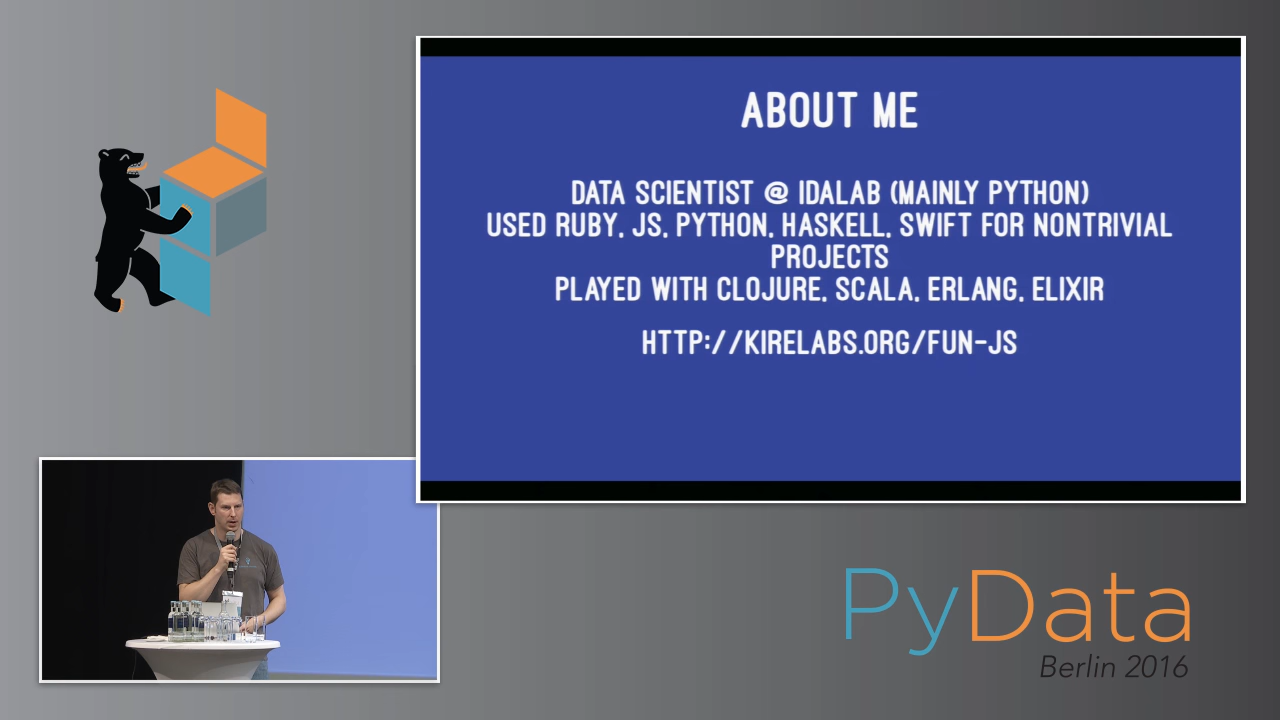 ABOUT ME
DATA SCIENTIST @ IDALAB (MAINLY PYTHON)
USED RUBY, JS, PYTHON, HASKELL, SWIFT FOR NONTRIVIAL
PROJECTS
PLAYED WITH CLOJURE, SCALA, ERLANG, ELIXIR
HTTP://KIRELABS.ORG/FUN-JS
PyData
Berlin 2016